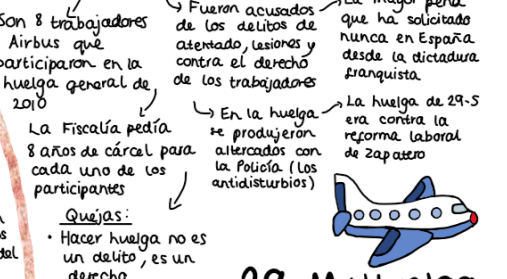 Son 8 trabajadores
Airbus que
participaron en la
huelga general de
2010
La Fiscalía pedía
8 años de cárcel para
cada uno de los
participantes
Quejas:
• Hacer huelga no es
un delito, es un
derecho
Fueron acusados
de los delitos de
atentado, lesiones y
contra el derecho
de los trabajadores
En la huelga
se produjeron
altercados con
la Policía (los
antidisturbios)
La mayor pena
que ha solicitado
nunca en España
desde la dictadura
franquista
La huelga de 29-S
era contra la
reforma laboral
de Zapatero